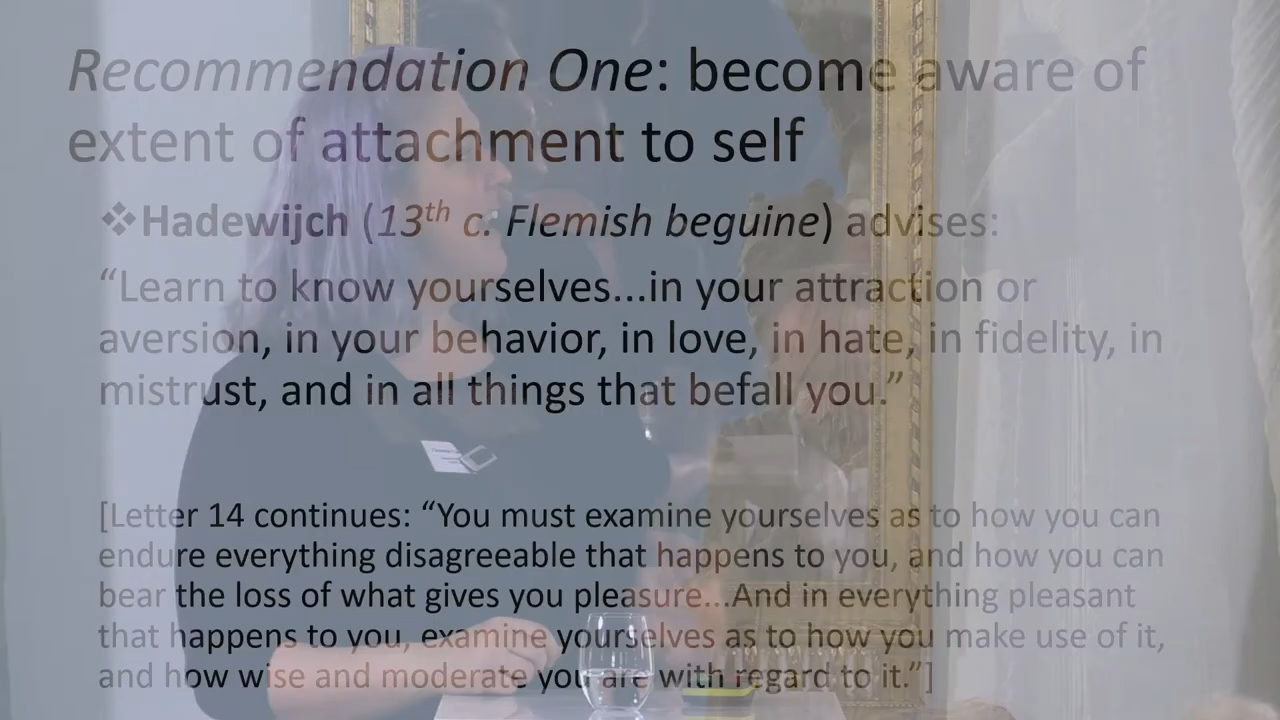 Recommendation One: become aware of
extent of attachment to self
❖Hadewijch (13th c. Flemish beguine) advises:
“Learn to know yourselves...in your attraction or
aversion, in your behavior, in love, in hate, in fidelity, in
mistrust, and in all things that befall you.”
[Letter 14 continues: “You must examine yourselves as to how you can
endure everything disagreeable that happens to you, and how you can
bear the loss of what gives you pleasure...And in everything pleasant
that happens to you, examine yourselves as to how you make use of it,
and how wise and moderate you are with regard to it.”]